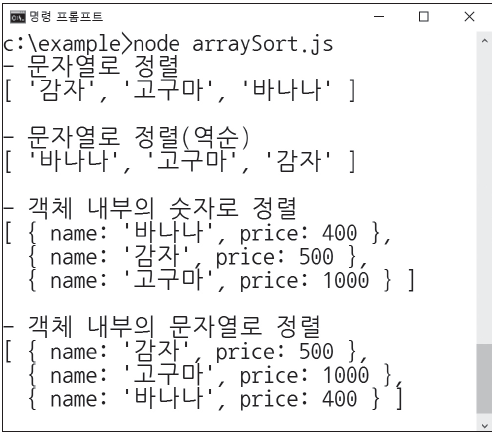 명령 프롬프트
c:\example>node arraySort.js
- 문자열로 정렬
[ '감자', '고구마', '바나나' ]
- 문자열로 정렬(역순)
[ '바나나', '고구마', '감자' ]
- 객체 내부의 숫자로 정렬
[ { name: '바나나', price: 400 },
{ name: '감자', price: 500 },
{ name: '고구마', price: 1000 } ]
- 객체 내부의 문자열로 정렬
[ { name: '감자', price: 500 },
{ name: '고구마', price: 1000 },
{ name: '바나나', price: 400 } ]